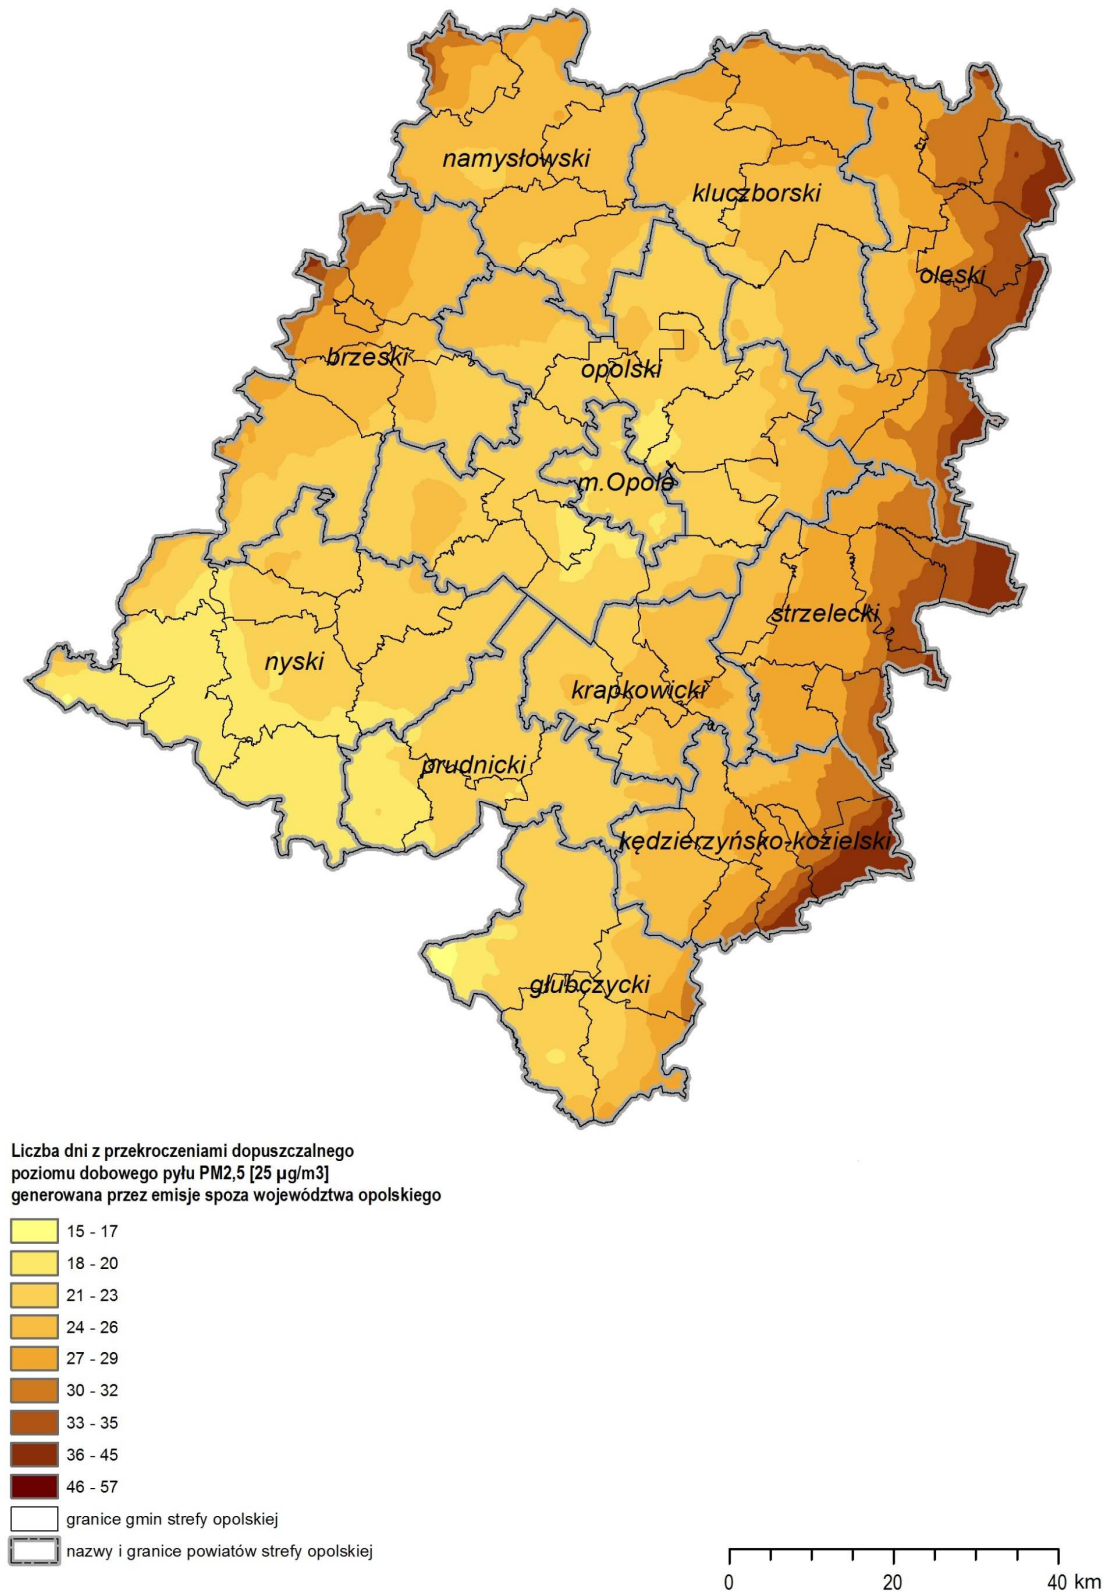 namysłowski
kluczborski
oleski
brzeski
opolski
m.Opole
strzelecki
nyski
krapkowicki
prudnicki
kędzierzyńsko-kozielski
głubczycki
Liczba dni z przekroczeniami dopuszczalnego
poziomu dobowego pyłu PM2,5 [25 µg/m3]
generowana przez emisje spoza województwa opolskiego
15 - 17
18 - 20
21 - 23
24 - 26
27 - 29
30 - 32
33 - 35
36 - 45
46 - 57
granice gmin strefy opolskiej
nazwy i granice powiatów strefy opolskiej
0 20 40 km